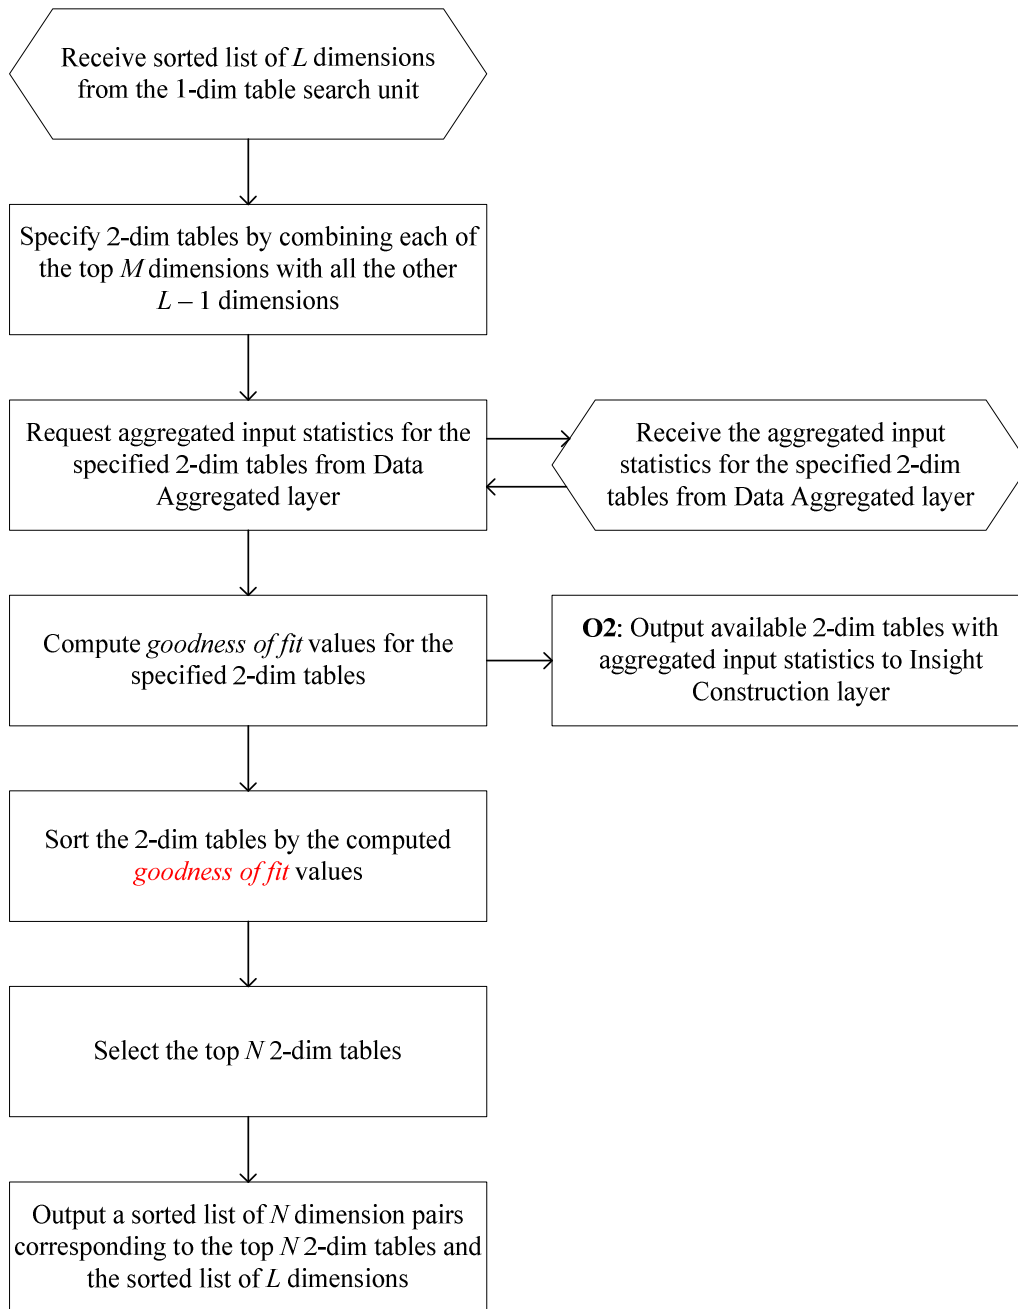 Receive sorted list of L dimensions
from the 1-dim table search unit
Specify 2-dim tables by combining each of
the top M dimensions with all the other
L – 1 dimensions
Request aggregated input statistics for the
specified 2-dim tables from Data
Aggregated layer
Receive the aggregated input
statistics for the specified 2-dim
tables from Data Aggregated layer
Compute goodness of fit values for the
specified 2-dim tables
O2: Output available 2-dim tables with
aggregated input statistics to Insight
Construction layer
Sort the 2-dim tables by the computed
goodness of fit values
Select the top N 2-dim tables
Output a sorted list of N dimension pairs
corresponding to the top N 2-dim tables and
the sorted list of L dimensions